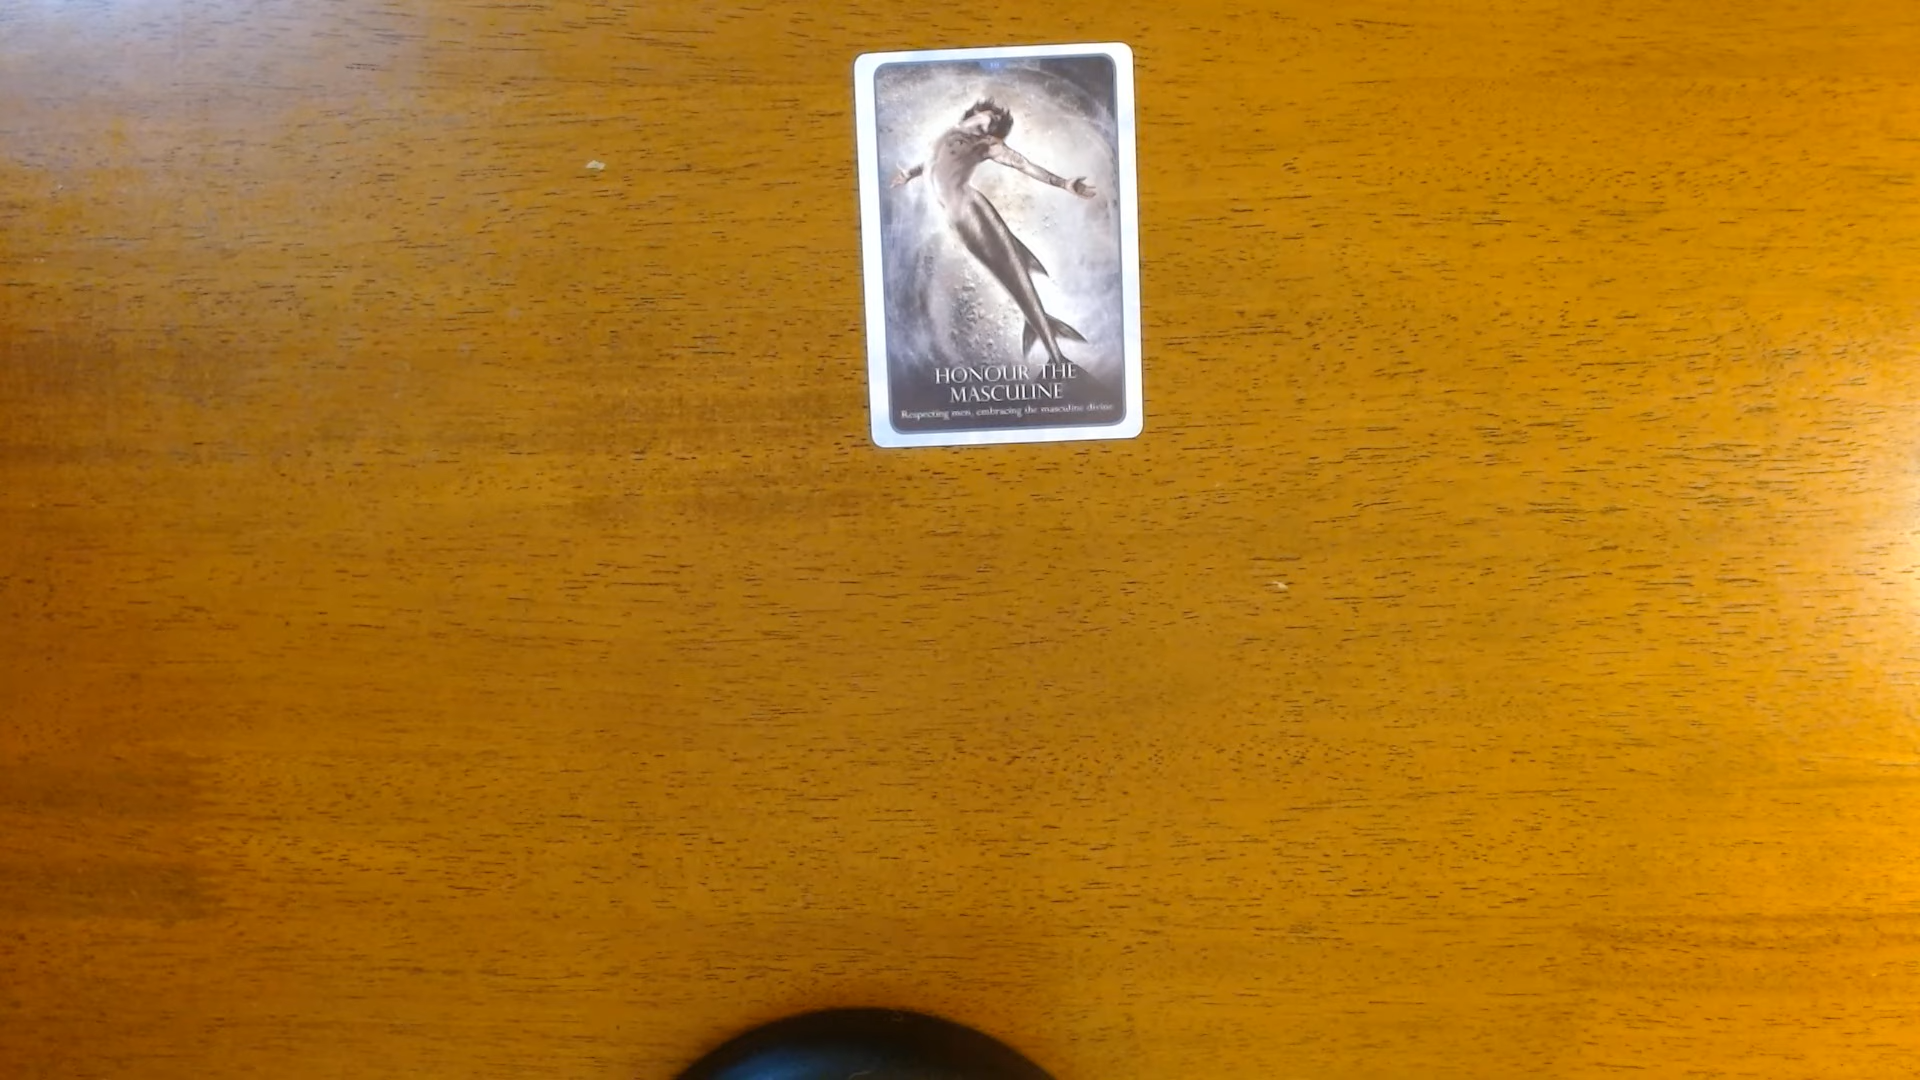 HONOUR THE
MASCULINE
Respecting men, embracing the masculine divine